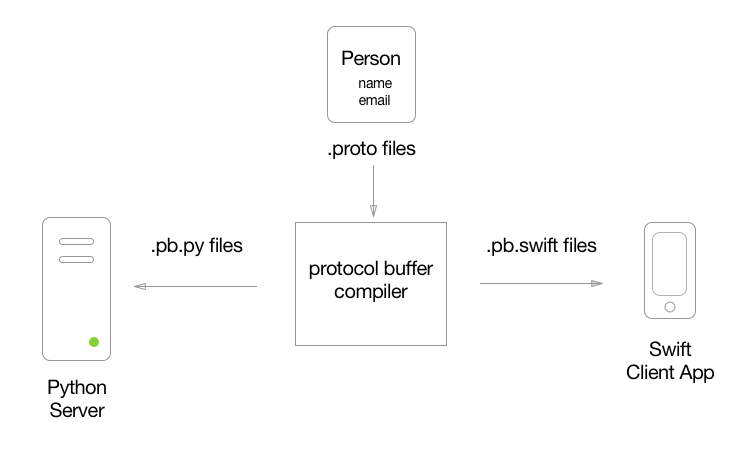 Person
name
email
.proto files
.pb.py files
protocol buffer
compiler
.pb.swift files
Python
Server
Swift
Client App